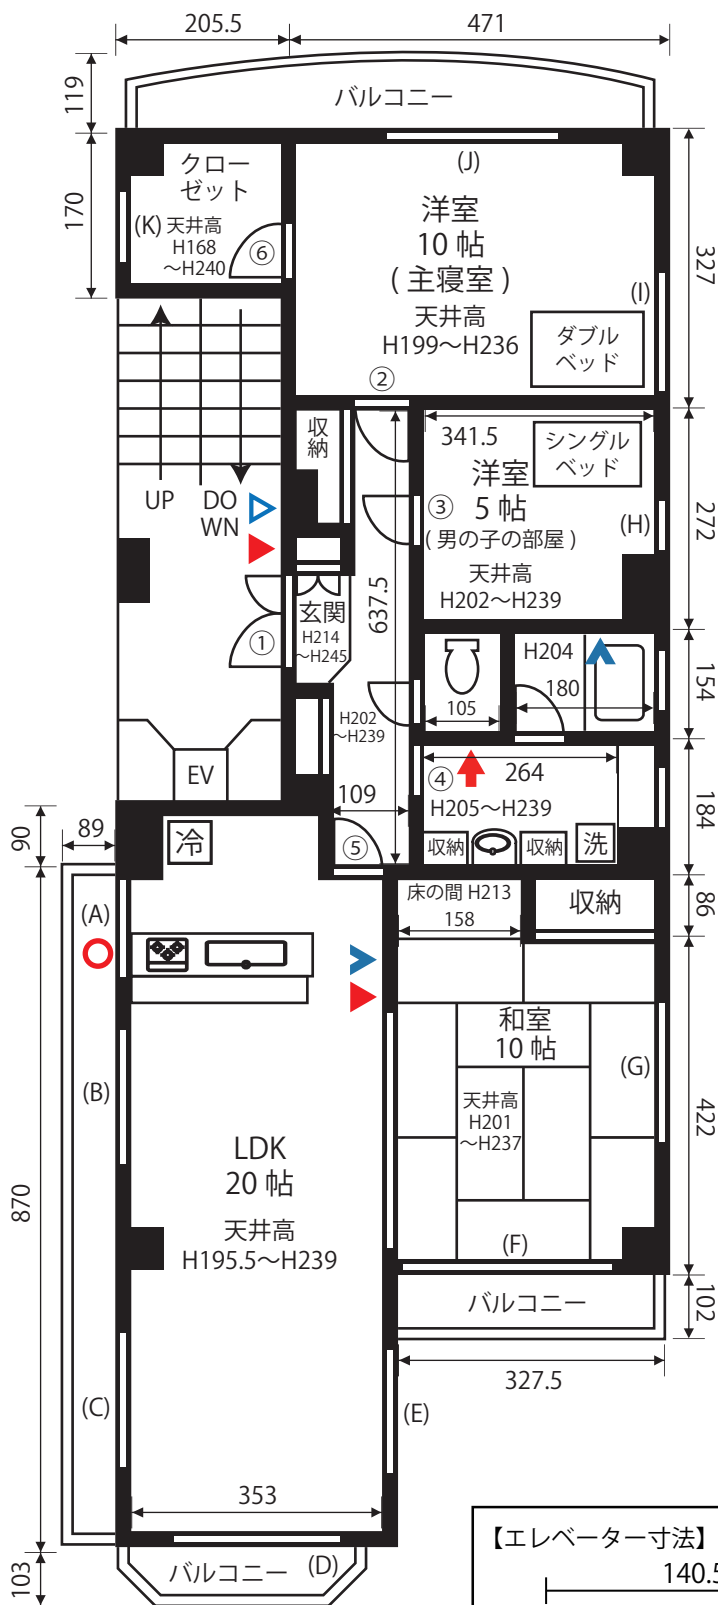 205.5
471
119
バルコニー
170
クロー
ゼット
(K)
天井高
H168
～H240
⑥
(J)
洋室
10 帖
( 主寝室 )
天井高
H199～H236
(I)
ダブル
ベッド
327
②
収
納
341.5
シングル
ベッド
洋室
5 帖
③
( 男の子の部屋 )
天井高
H202～H239
(H)
272
UP
DO
WN
637.5
玄関
H214
～H245
①
H204
180
105
154
H202
～H239
EV
④
264
H205～H239
収納
収納
洗
184
109
⑤
90
89
冷
床の間 H213
158
収納
86
(A)
和室
10 帖
(G)
天井高
H201
～H237
422
(B)
LDK
20 帖
天井高
H195.5～H239
870
(F)
バルコニー
102
327.5
(C)
(E)
353
バルコニー
(D)
103
【エレベーター寸法】
140.5